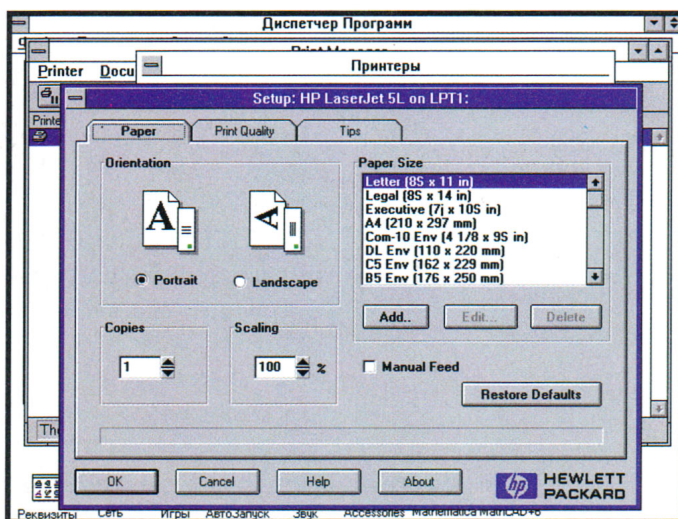 Диспетчер Программ
Print Manager
Принтеры
Printer Docu
Setup: HP LaserJet 5L on LPT1:
Printe
Paper Print Quality Tips
Orientation
Portrait Landscape
Paper Size
Letter (8S x 11 in)
Legal (8S x 14 in)
Executive (7j x 10S in)
A4 (210 x 297 mm)
Com-10 Env (4 1/8 x 9S in)
DL Env (110 x 220 mm)
C5 Env (162 x 229 mm)
B5 Env (176 x 250 mm)
Add.. Edit... Delete
Copies
1
Scaling
100 %
Manual Feed
Restore Defaults
The
OK Cancel Help About
hp HEWLETT
PACKARD
Реквизиты Сеть Игры АвтоЗапуск Звук Accessories Mathematica MathCAD+6